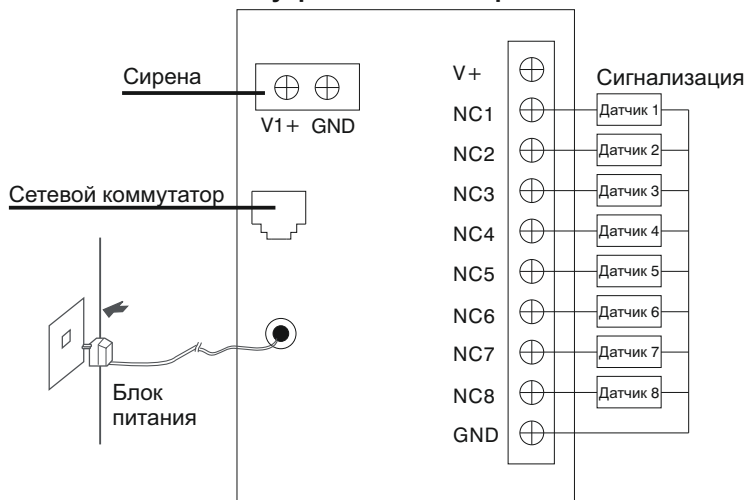 Сирена
V1+ GND
Сетевой коммутатор
Блок
питания
V+
NC1
NC2
NC3
NC4
NC5
NC6
NC7
NC8
GND
Сигнализация
Датчик 1
Датчик 2
Датчик 3
Датчик 4
Датчик 5
Датчик 6
Датчик 7
Датчик 8